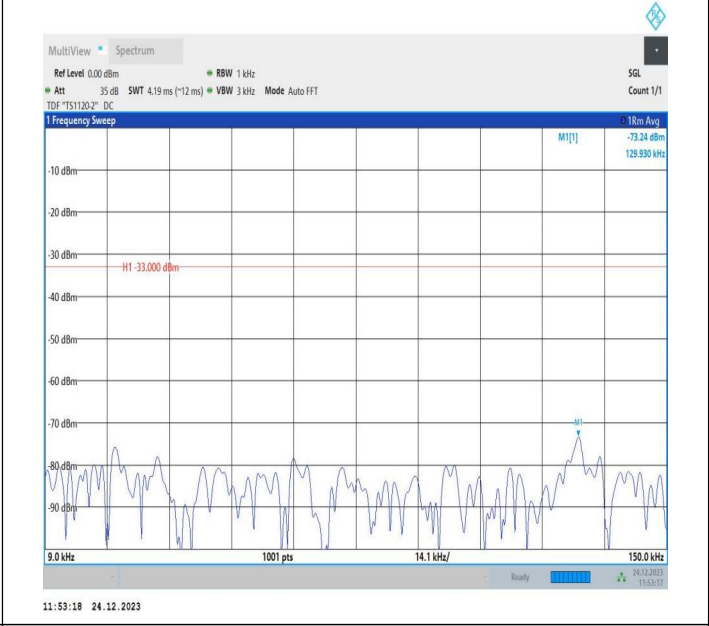 R&S
MultiView Spectrum
Ref Level 0.00 dBm RBW 1 kHz SGL
Att 35 dB SWT 4.19 ms (~12 ms) VBW 3 kHz Mode Auto FFT Count 1/1
TDF "TS1120-2" DC
1 Frequency Sweep 1Rm Avg
M1[1] -73.24 dBm
129.930 kHz
-10 dBm
-20 dBm
-30 dBm
H1 -33.000 dBm
-40 dBm
-50 dBm
-60 dBm
-70 dBm
M1
-80 dBm
-90 dBm
9.0 kHz 1001 pts 14.1 kHz/ 150.0 kHz
Ready 24.12.2023
11:53:17
11:53:18 24.12.2023